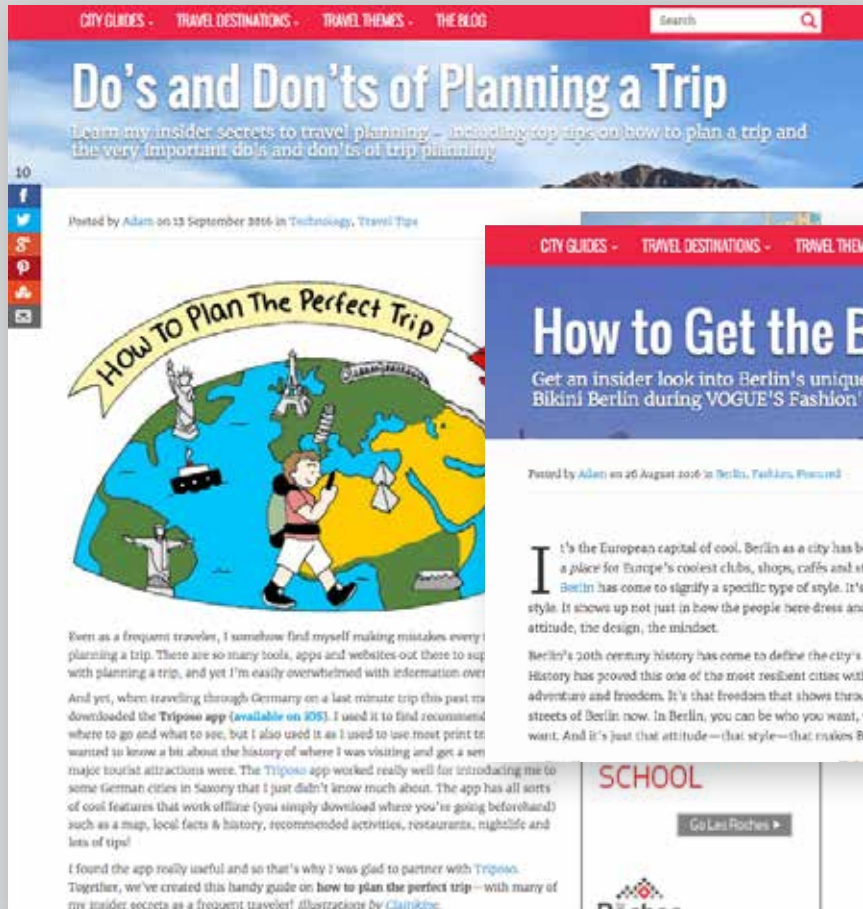 CITY GUIDES TRAVEL DESTINATIONS TRAVEL THEMES THE BLOG
Search
Do's and Don'ts of Planning a Trip
Learn my insider secrets to travel planning – including top tips on how to plan a trip and
the very important do's and don'ts of trip planning
10
Posted by Adam on 13 September 2016 in Technology, Travel Tips
HOW TO PLAN THE PERFECT TRIP
Even as a frequent traveler, I somehow find myself making mistakes every
planning a trip. There are so many tools, apps and websites out there to sup
with planning a trip, and yet I'm easily overwhelmed with information over
And yet, when traveling through Germany on a last minute trip this past m
downloaded the Triposo app (available on iOS). I used it to find recommend
where to go and what to see, but I also used it as I used to use most print tr
wanted to know a bit about the history of where I was visiting and get a sen
major tourist attractions were. The Triposo app worked really well for introducing me to
some German cities in Saxony that I just didn't know much about. The app has all sorts
of cool features that work offline (you simply download where you're going beforehand)
such as a map, local facts & history, recommended activities, restaurants, nightlife and
lots of tips!
I found the app really useful and so that's why I was glad to partner with Triposo.
Together, we've created this handy guide on how to plan the perfect trip—with many of
my insider secrets as a frequent traveler! Illustrations by
CITY GUIDES TRAVEL DESTINATIONS TRAVEL THEM
How to Get the B
Get an insider look into Berlin's unique
Bikini Berlin during VOGUE'S Fashion'
Posted by Adam on 26 August 2016 in Berlin, Fashion, Featured
It's the European capital of cool. Berlin as a city has b
a place for Europe's coolest clubs, shops, cafés and s
Berlin has come to signify a specific type of style. It's
style. It shows up not just in how the people here dress and
attitude, the design, the mindset.
Berlin's 20th century history has come to define the city's
History has proved this one of the most resilient cities wit
adventure and freedom. It's that freedom that shows thro
streets of Berlin now. In Berlin, you can be who you want,
want. And it's just that attitude—that style—that makes B
SCHOOL
Go Les Roches